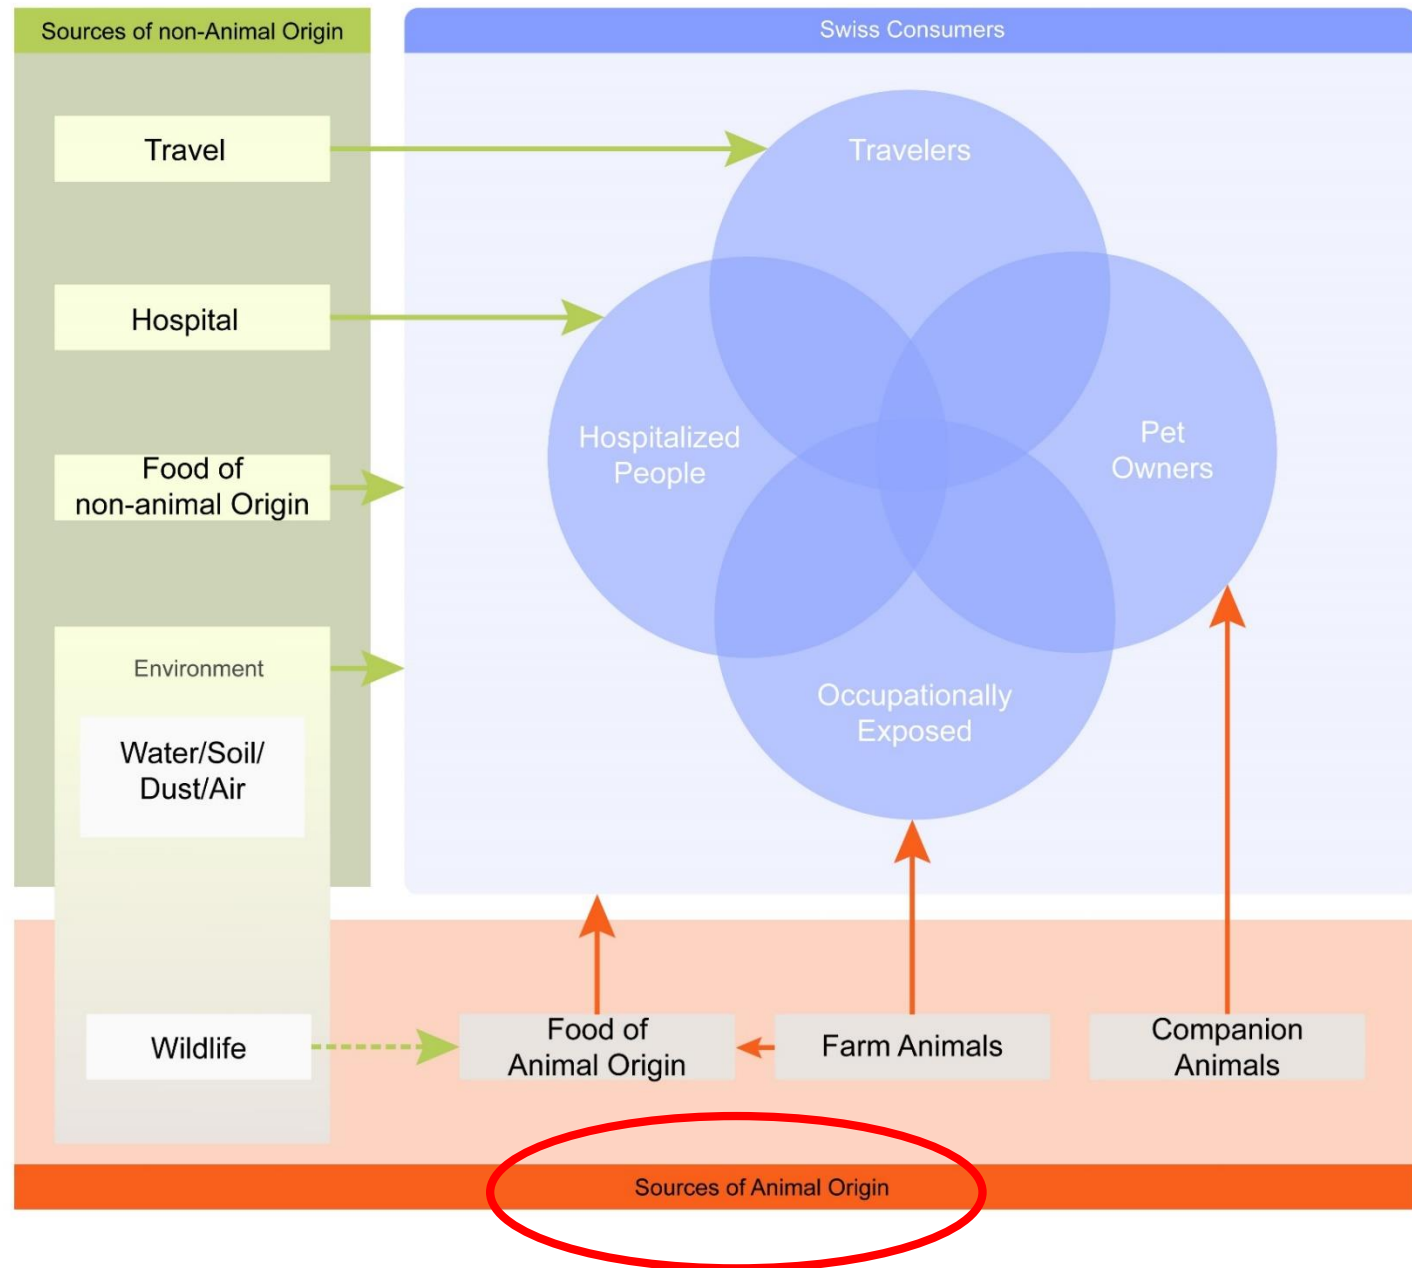 Sources of non-Animal Origin
Swiss Consumers
Travel
Travelers
Hospital
Hospitalized
People
Pet
Owners
Food of
non-animal Origin
Environment
Water/Soil/
Dust/Air
Occupationally
Exposed
Wildlife
Food of
Animal Origin
Farm Animals
Companion
Animals
Sources of Animal Origin